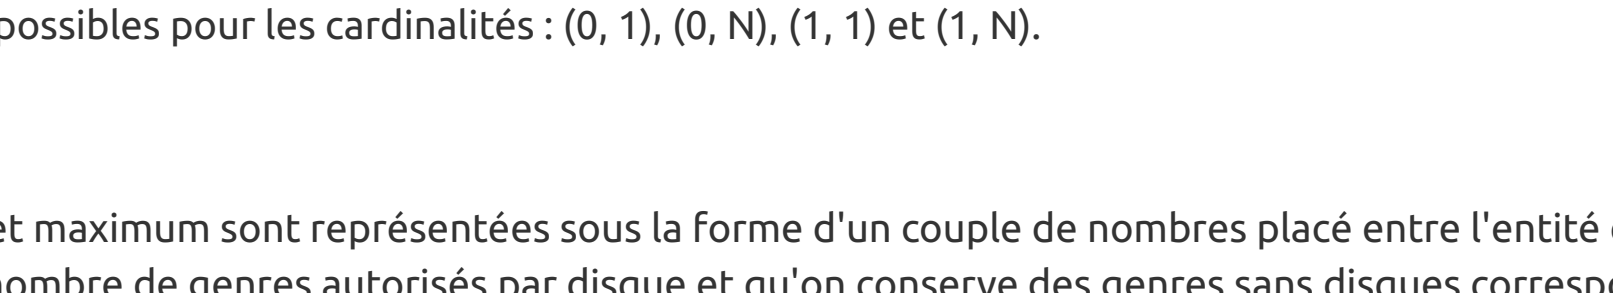 possibles pour les cardinalités : (0, 1), (0, N), (1, 1) et (1, N).
et maximum sont représentées sous la forme d'un couple de nombres placé entre l'entité
nombre de genres autorisés par disque et qu'on conserve des genres sans disques